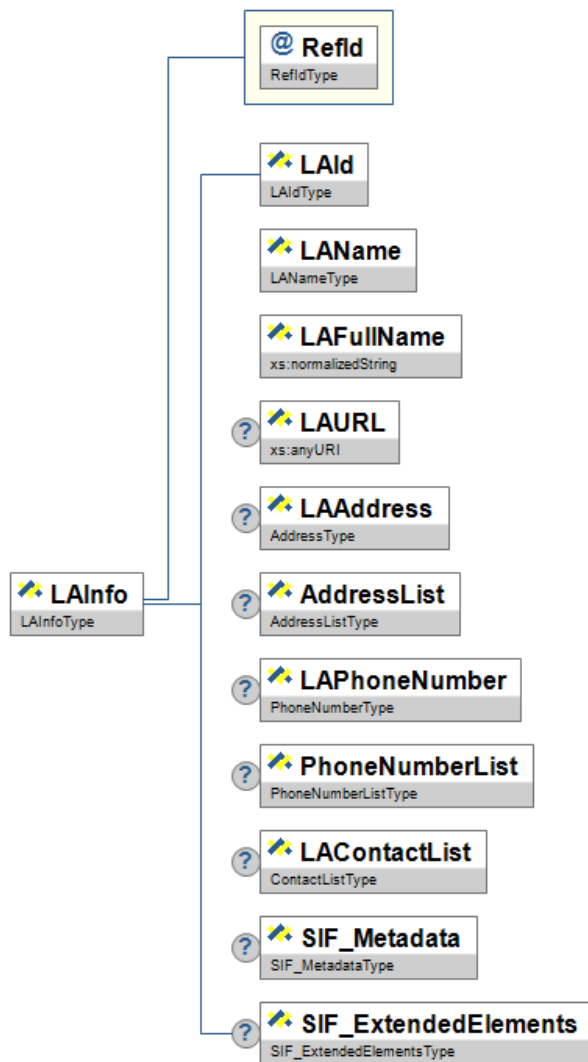 @ RefId
RefIdType
LAId
LAIdType
LAName
LANameType
LAFullName
xs:normalizedString
? LAURL
xs:anyURI
? LAAddress
AddressType
LAInfo
LAInfoType
? AddressList
AddressListType
? LAPhoneNumber
PhoneNumberType
? PhoneNumberList
PhoneNumberListType
? LAContactList
ContactListType
? SIF_Metadata
SIF_MetadataType
? SIF_ExtendedElements
SIF_ExtendedElementsType